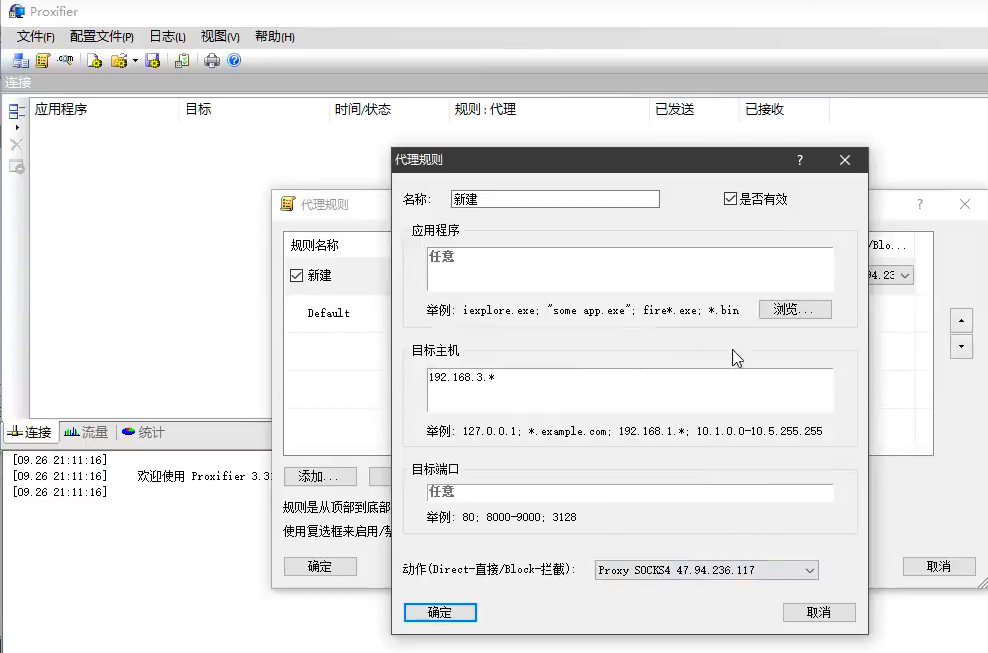 Proxifier
文件(F) 配置文件(P) 日志(L) 视图(V) 帮助(H)
连接
应用程序 目标 时间/状态 规则 : 代理 已发送 已接收
代理规则 ?
规则名称 /Blo...
新建 94.23
Default
添加...
规则是从顶部到底部
使用复选框来启用/
确定 取消
代理规则 ?
名称: 新建 是否有效
应用程序
任意
举例: iexplore.exe; "some app.exe"; fire*.exe; *.bin 浏览...
目标主机
192.168.3.*
举例: 127.0.0.1; *.example.com; 192.168.1.*; 10.1.0.0-10.5.255.255
目标端口
任意
举例: 80; 8000-9000; 3128
动作(Direct-直接/Block-拦截): Proxy SOCKS4 47.94.236.117
确定 取消
连接 流量 统计
[09.26 21:11:16]
[09.26 21:11:16] 欢迎使用 Proxifier 3.3
[09.26 21:11:16]